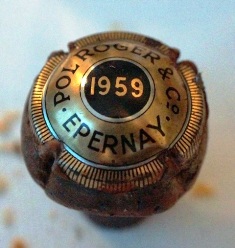 POL ROGER & Co.
1959
EPERNAY.